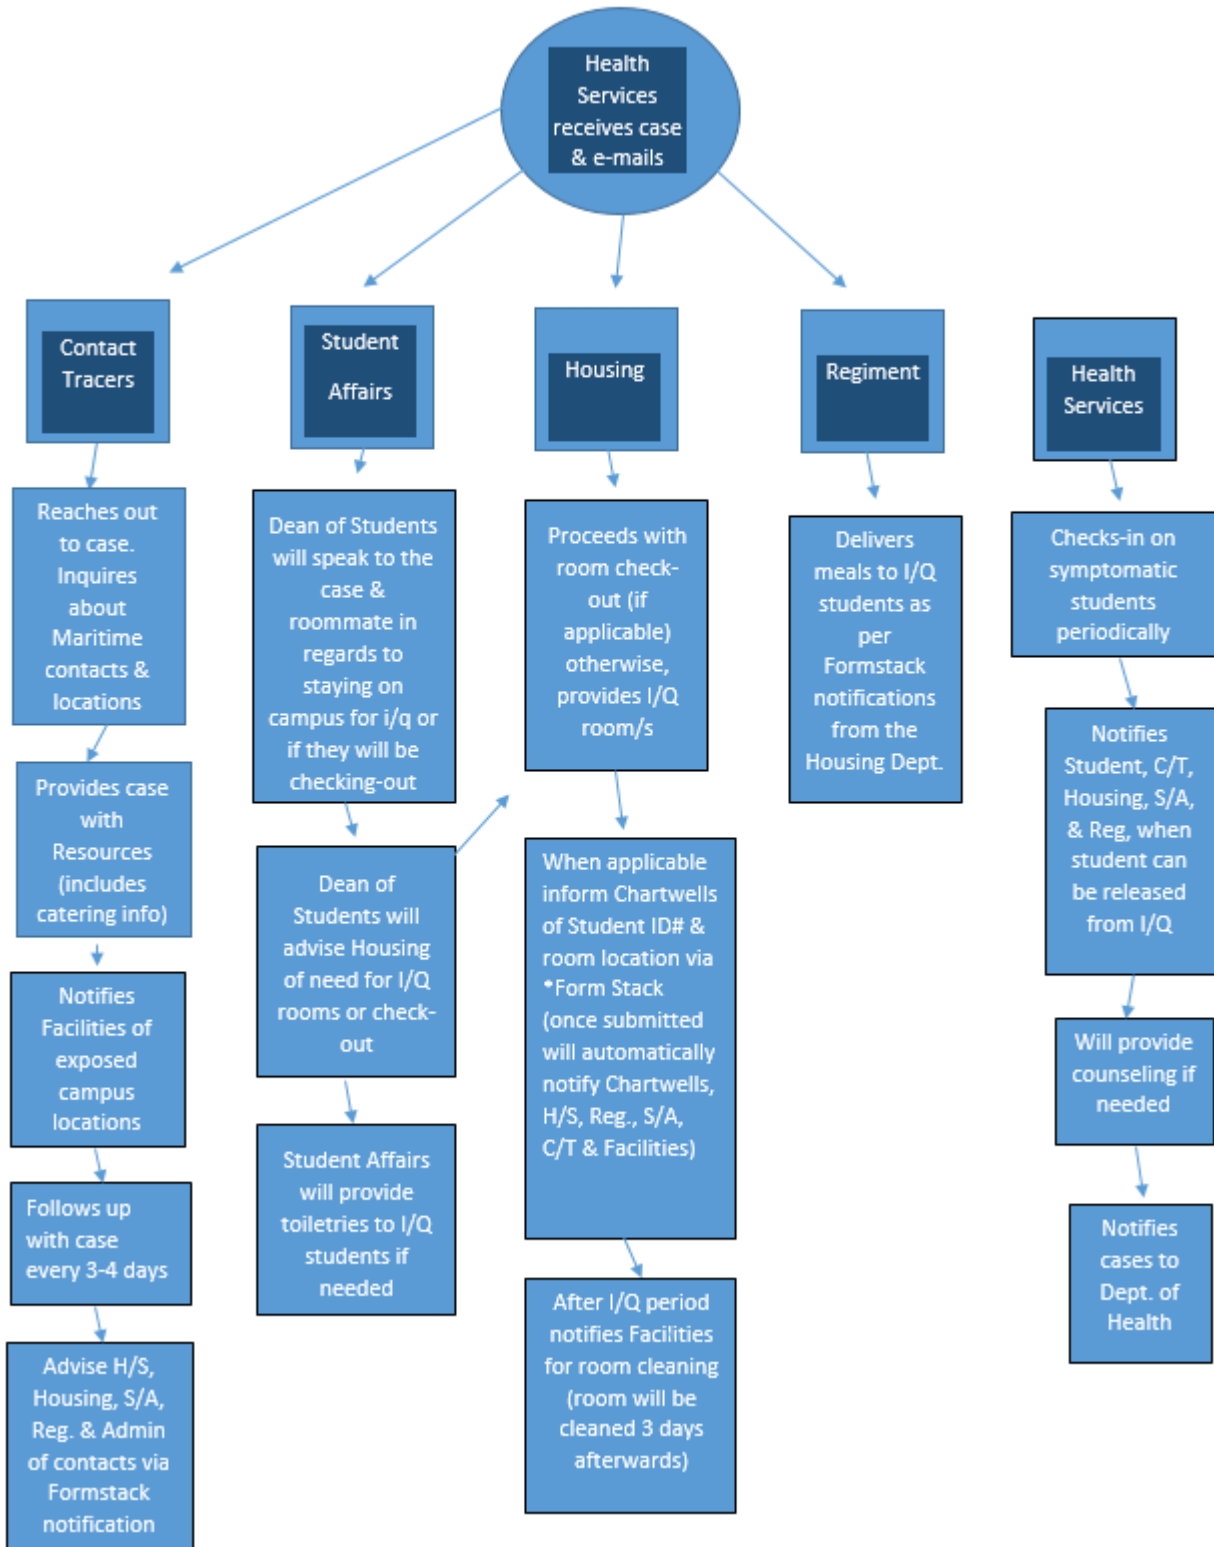 Health
Services
receives case
& e-mails
Contact
Tracers
Reaches out
to case.
Inquires
about
Maritime
contacts &
locations
Provides case
with
Resources
(includes
catering info)
Notifies
Facilities of
exposed
campus
locations
Follows up
with case
every 3-4 days
Advise H/S,
Housing, S/A,
Reg. & Admin
of contacts via
Formstack
notification
Student
Affairs
Dean of Students
will speak to the
case &
roommate in
regards to
staying on
campus for i/q or
if they will be
checking-out
Dean of
Students will
advise Housing
of need for I/Q
rooms or check-
out
Student Affairs
will provide
toiletries to I/Q
students if
needed
Housing
Proceeds with
room check-
out (if
applicable)
otherwise,
provides I/Q
room/s
When applicable
inform Chartwells
of Student ID# &
room location via
*Form Stack
(once submitted
will automatically
notify Chartwells,
H/S, Reg., S/A,
C/T & Facilities)
After I/Q period
notifies Facilities
for room cleaning
(room will be
cleaned 3 days
afterwards)
Regiment
Delivers
meals to I/Q
students as
per
Formstack
notifications
from the
Housing Dept.
Health
Services
Checks-in on
symptomatic
students
periodically
Notifies
Student, C/T,
Housing, S/A,
& Reg, when
student can
be released
from I/Q
Will provide
counseling if
needed
Notifies
cases to
Dept. of
Health